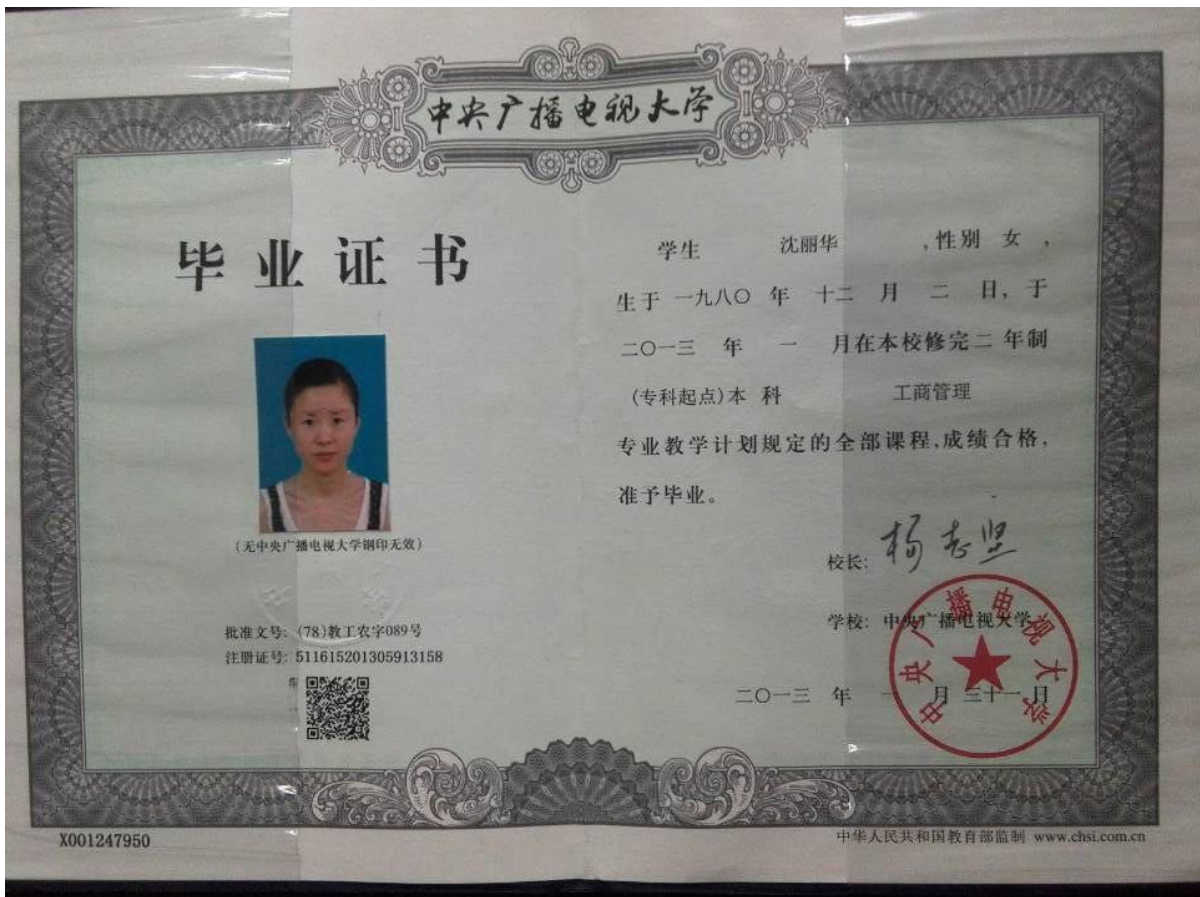 中央广播电视大学
毕业证书
(无中央广播电视大学钢印无效)
批准文号: (78)教工农字089号
注册证号: 511615201305913158
X001247950
学生 沈丽华 , 性别 女 ,
生于 一九八〇 年 十二 月 二 日, 于
二〇一三 年 一 月在本校修完二 年制
(专科起点)本 科 工商管理
专业教学计划规定的全部课程,成绩合格,
准予毕业。
校长: 杨志坚
学校: 中央广播电视大学
二〇一三 年 一 月 三十一 日
中央广播电视大学
中华人民共和国教育部监制 www.chsi.com.cn